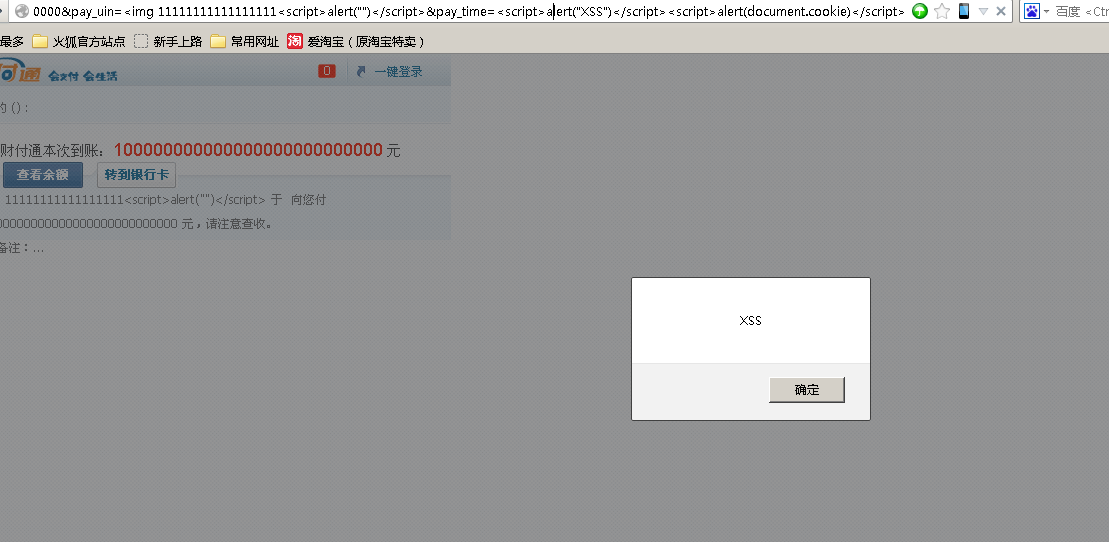 0000&pay_uin=<img 11111111111111111<script>alert("")</script>&pay_time=<script>alert("XSS")</script><script>alert(document.cookie)</script>
百度 <Ctr
最多 火狐官方站点 新手上路 常用网址 淘 爱淘宝（原淘宝特卖）
通 会支付 会生活 0 一键登录
的 ()：
财付通本次到账：1000000000000000000000000000 元
查看余额 转到银行卡
11111111111111111<script>alert("")</script> 于 向您付
元，请注意查收。
备注：...
XSS
确定